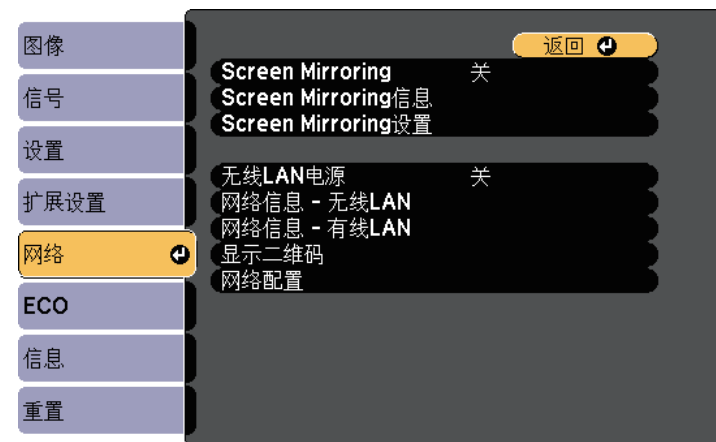 图像
信号
设置
扩展设置
网络
ECO
信息
重置
返回
Screen Mirroring 关
Screen Mirroring信息
Screen Mirroring设置
无线LAN电源 关
网络信息 - 无线LAN
网络信息 - 有线LAN
显示二维码
网络配置